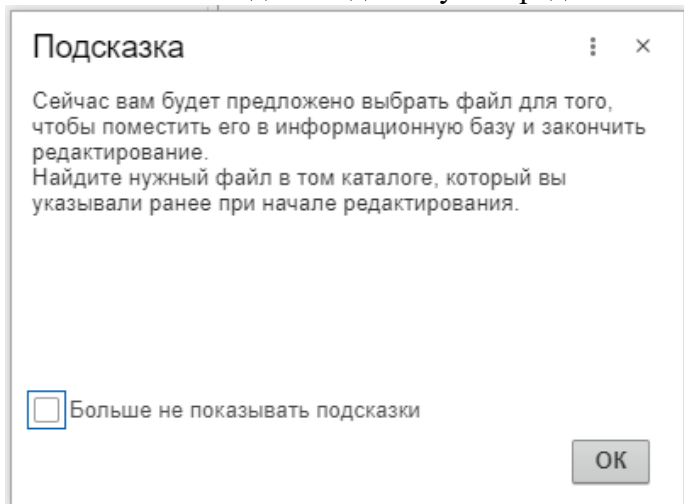 Подсказка
Сейчас вам будет предложено выбрать файл для того,
чтобы поместить его в информационную базу и закончить
редактирование.
Найдите нужный файл в том каталоге, который вы
указывали ранее при начале редактирования.
Больше не показывать подсказки
ОК